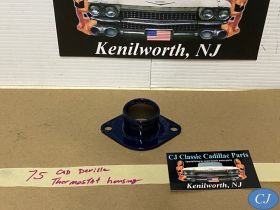 Kenilworth, NJ
CJ Classic Cadillac Parts
75 CAD Deville
Thermostat housing
Kenilworth, NJ
CJ